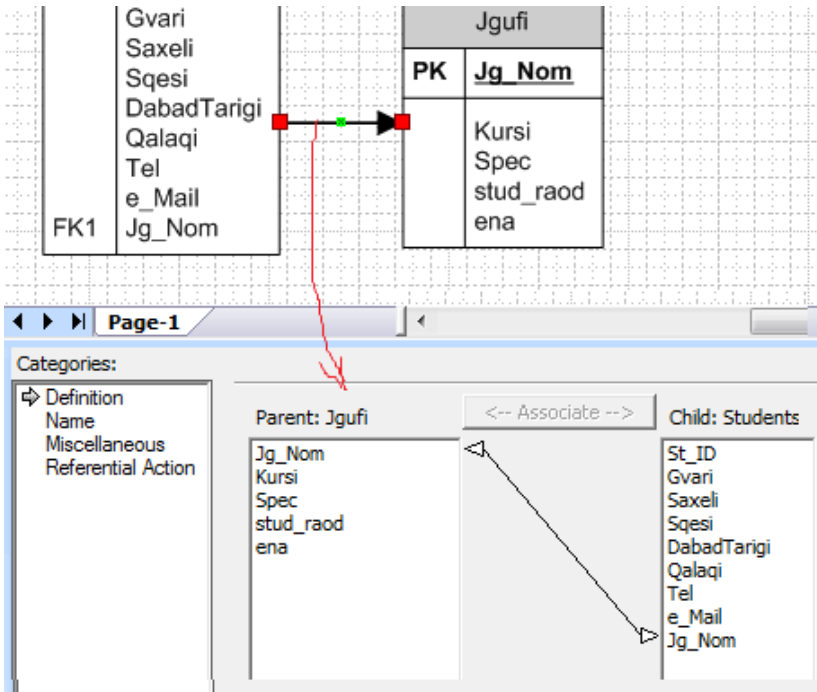 Gvari
Saxeli
Sqesi
DabadTarigi
Qalaqi
Tel
e_Mail
FK1 Jg_Nom
Jgufi
PK Jg_Nom
Kursi
Spec
stud_raod
ena
Page-1
Categories:
Definition
Name
Miscellaneous
Referential Action
Parent: Jgufi
<-- Associate -->
Child: Students
Jg_Nom
Kursi
Spec
stud_raod
ena
St_ID
Gvari
Saxeli
Sqesi
DabadTarigi
Qalaqi
Tel
e_Mail
Jg_Nom